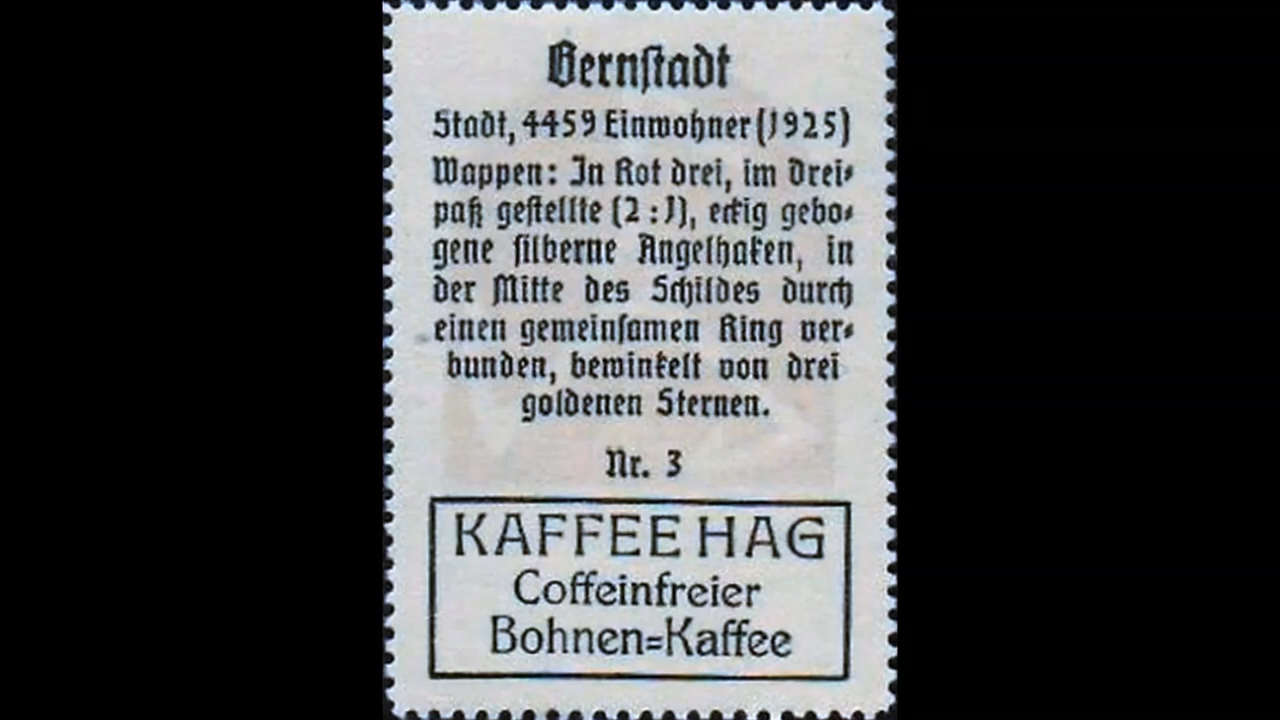 Bernstadt
Stadt, 4459 Einwohner (1925)
Wappen: In Rot drei, im Drei-
paß gestellte (2:1), eckig gebo-
gene silberne Angelhaken, in
der Mitte des Schildes durch
einen gemeinsamen Ring ver-
bunden, bewinkelt von drei
goldenen Sternen.
Nr. 3
KAFFEE HAG
Coffeinfreier
Bohnen=Kaffee